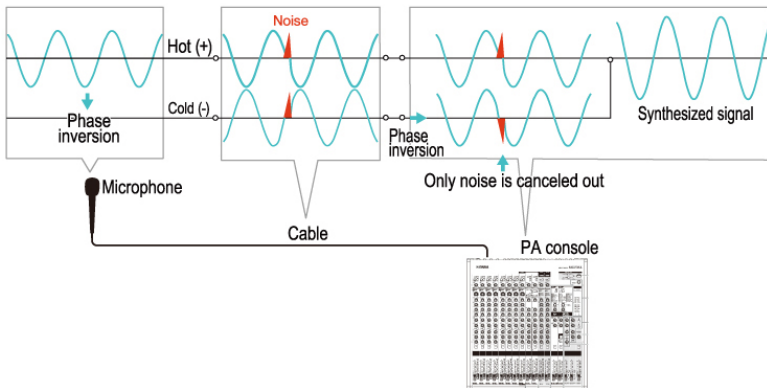 Noise
Hot (+)
Cold (-)
Phase
inversion
Phase
inversion
Synthesized signal
Only noise is canceled out
Microphone
Cable
PA console